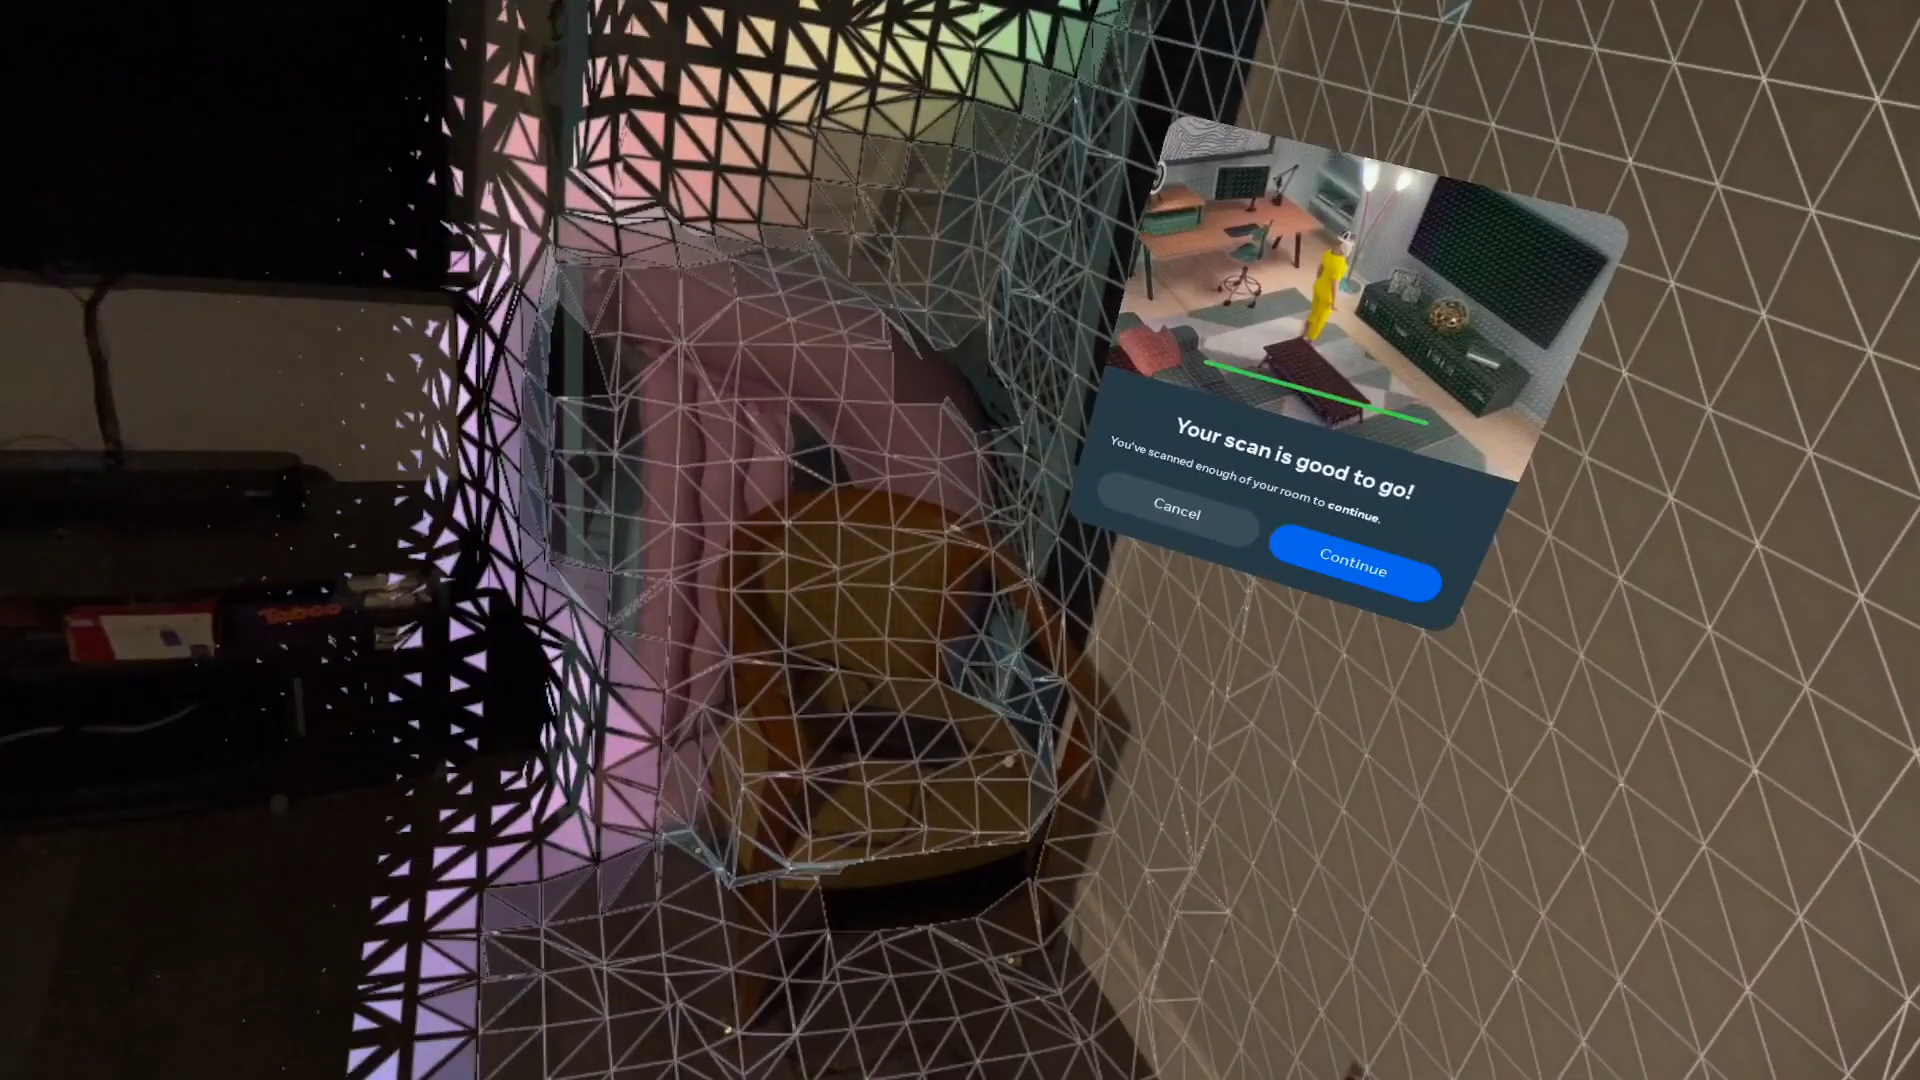 Your scan is good to go!
You've scanned enough of your room to continue.
Cancel
Continue
Taboo